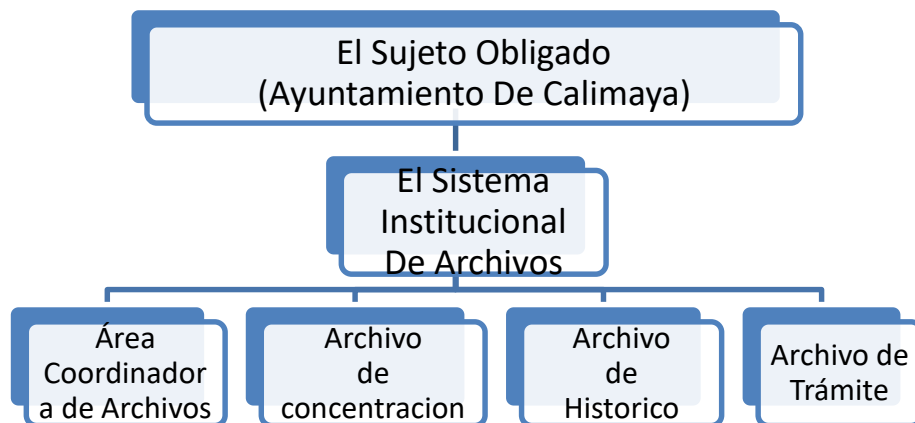 El Sujeto Obligado
(Ayuntamiento De Calimaya)
El Sistema
Institucional
De Archivos
Área
Coordinador
a de Archivos
Archivo
de
concentracion
Archivo
de
Historico
Archivo de
Trámite